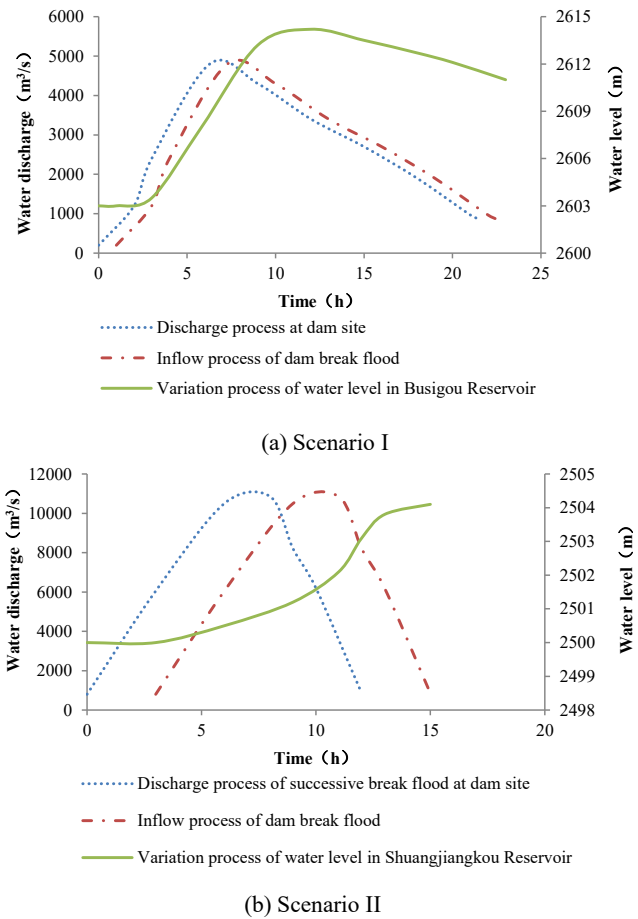 6000
5000
4000
3000
2000
1000
0
Water discharge（m³/s）
2615
2612
2609
2606
2603
2600
Water level（m）
0 5 10 15 20 25
Time（h）
Discharge process at dam site
Inflow process of dam break flood
Variation process of water level in Busigou Reservoir
(a) Scenario I
12000
10000
8000
6000
4000
2000
0
Water discharge（m³/s）
2505
2504
2503
2502
2501
2500
2499
2498
Water level（m）
0 5 10 15 20
Time（h）
Discharge process of successive break flood at dam site
Inflow process of dam break flood
Variation process of water level in Shuangjiangkou Reservoir
(b) Scenario II